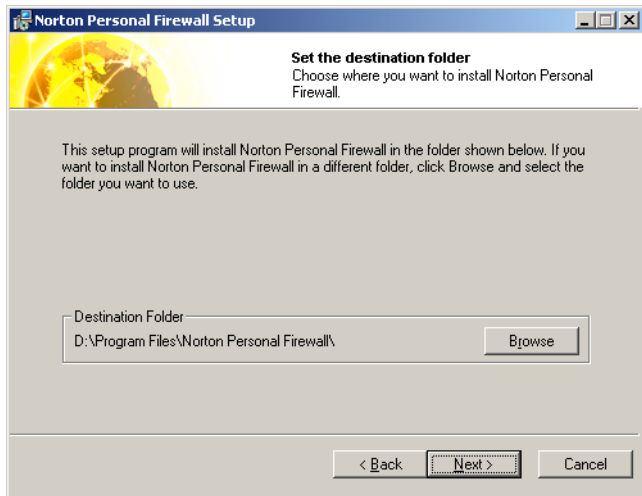 Norton Personal Firewall Setup
Set the destination folder
Choose where you want to install Norton Personal
Firewall.
This setup program will install Norton Personal Firewall in the folder shown below. If you
want to install Norton Personal Firewall in a different folder, click Browse and select the
folder you want to use.
Destination Folder
D:\Program Files\Norton Personal Firewall\
Browse
< Back
Next >
Cancel